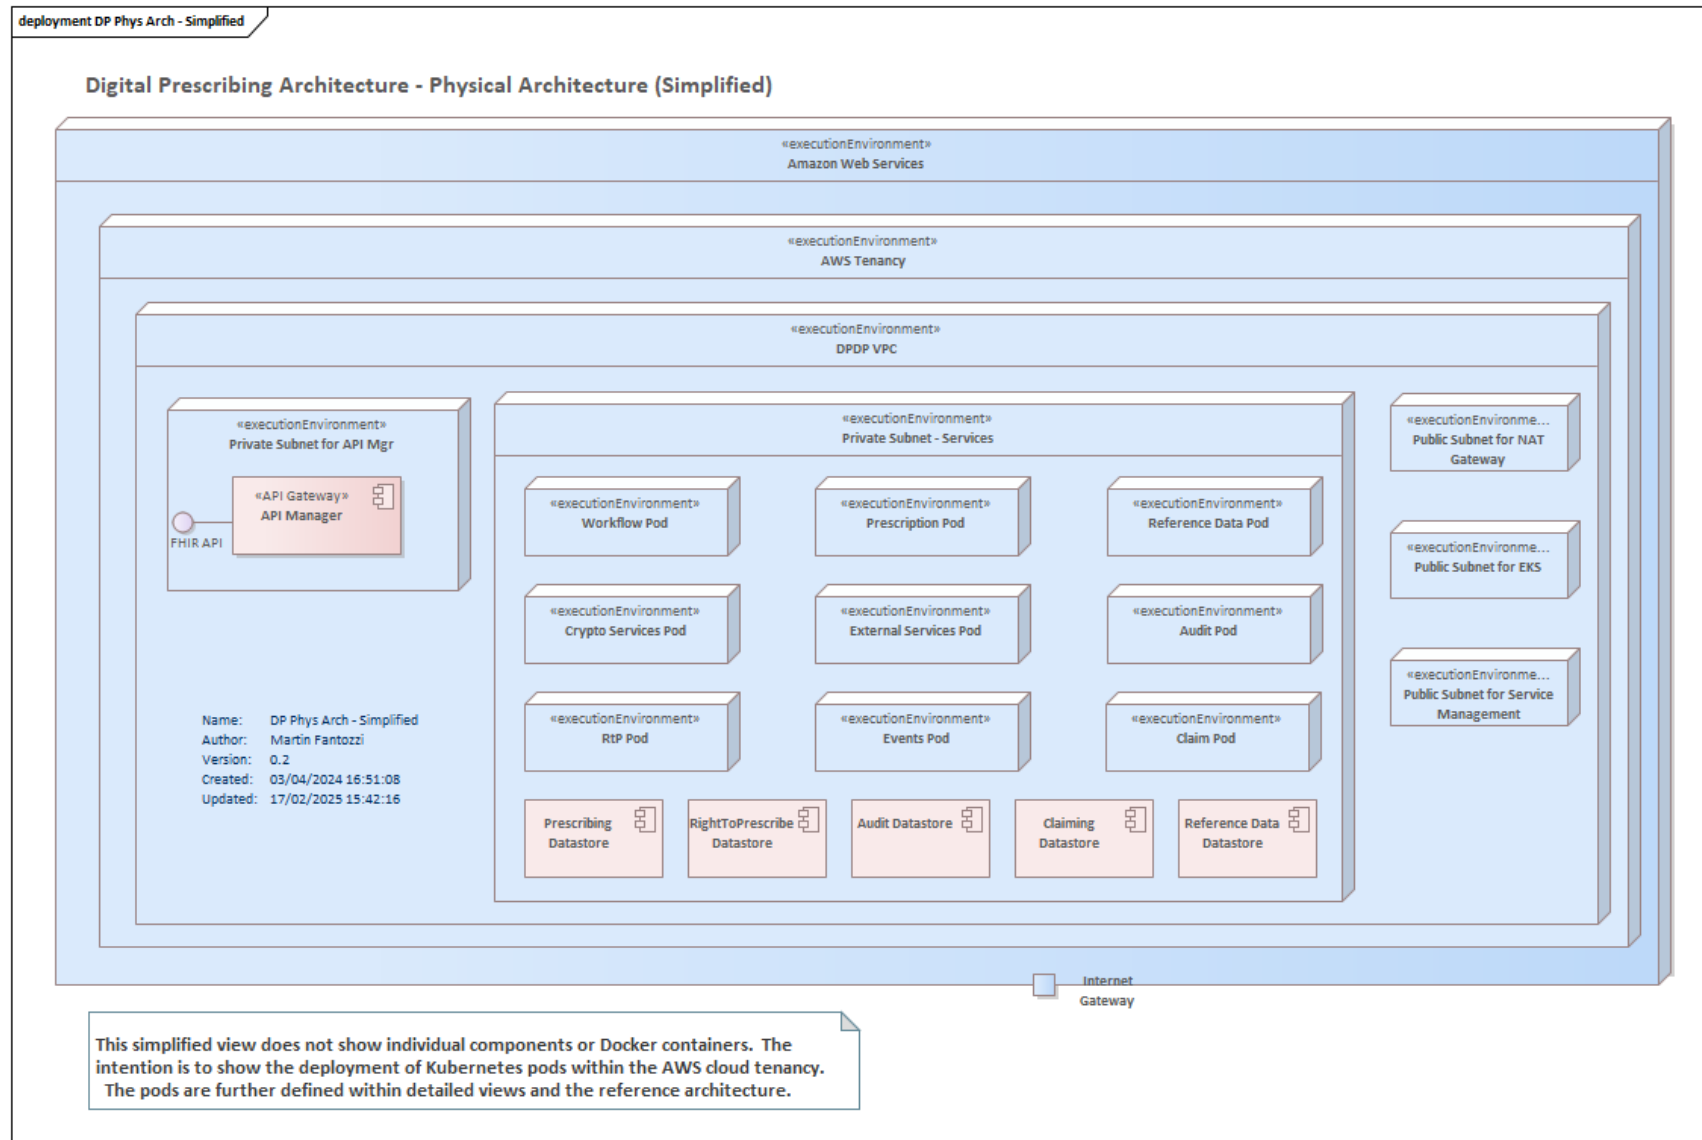 deployment DP Phys Arch - Simplified
Digital Prescribing Architecture - Physical Architecture (Simplified)
«executionEnvironment»
Amazon Web Services
«executionEnvironment»
AWS Tenancy
«executionEnvironment»
DPDP VPC
«executionEnvironment»
Private Subnet for API Mgr
«API Gateway»
API Manager
FHIR API
«executionEnvironment»
Private Subnet - Services
«executionEnvironment»
Workflow Pod
«executionEnvironment»
Prescription Pod
«executionEnvironment»
Reference Data Pod
«executionEnvironment»
Crypto Services Pod
«executionEnvironment»
External Services Pod
«executionEnvironment»
Audit Pod
«executionEnvironment»
RtP Pod
«executionEnvironment»
Events Pod
«executionEnvironment»
Claim Pod
Prescribing
Datastore
RightToPrescribe
Datastore
Audit Datastore
Claiming
Datastore
Reference Data
Datastore
«executionEnvironme...
Public Subnet for NAT
Gateway
«executionEnvironme...
Public Subnet for EKS
«executionEnvironme...
Public Subnet for Service
Management
Name: DP Phys Arch - Simplified
Author: Martin Fantozzi
Version: 0.2
Created: 03/04/2024 16:51:08
Updated: 17/02/2025 15:42:16
Internet
Gateway
This simplified view does not show individual components or Docker containers. The
intention is to show the deployment of Kubernetes pods within the AWS cloud tenancy.
The pods are further defined within detailed views and the reference architecture.